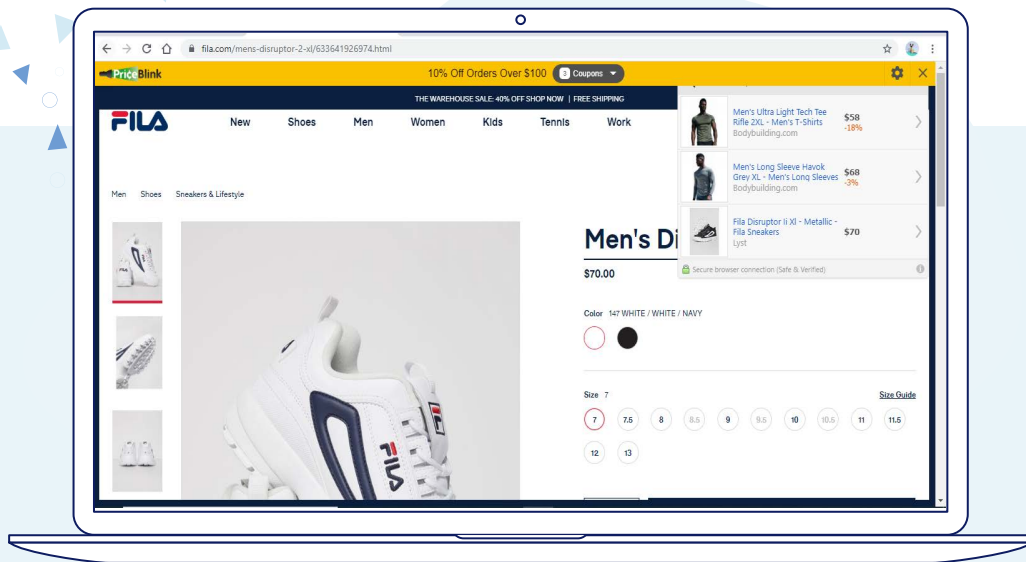 fila.com/mens-disruptor-2-xl/633641926974.html
PriceBlink
10% Off Orders Over $100
3 Coupons
THE WAREHOUSE SALE: 40% OFF SHOP NOW | FREE SHIPPING
FILA
New Shoes Men Women Kids Tennis Work
Men's Ultra Light Tech Tee
Rifle 2XL - Men's T-Shirts
Bodybuilding.com
$58
-18%
Men's Long Sleeve Havok
Grey XL - Men's Long Sleeves
Bodybuilding.com
$68
-3%
Fila Disruptor Ii Xl - Metallic -
Fila Sneakers
Lyst
$70
Secure browser connection (Safe & Verified)
Men Shoes Sneakers & Lifestyle
Men's Di
$70.00
Color 147 WHITE / WHITE / NAVY
Size 7
Size Guide
7 7.5 8 8.5 9 9.5 10 10.5 11 11.5
12 13
FILA
FILA